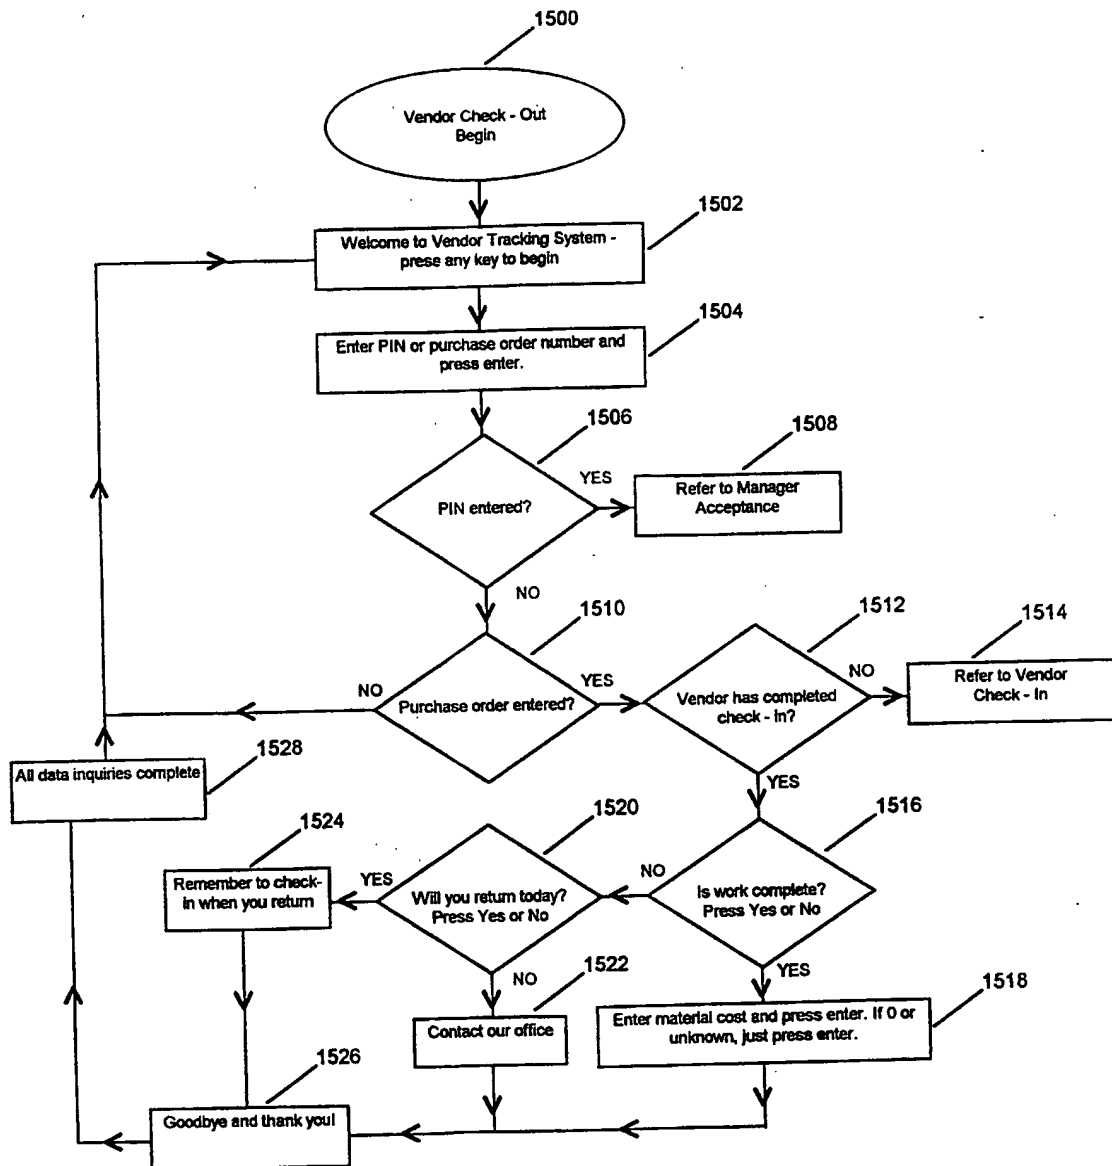 1500
Vendor Check - Out
Begin
1502
Welcome to Vendor Tracking System -
prese any key to begin
1504
Enter PIN or purchase order number and
press enter.
1506
PIN entered?
YES
1508
Refer to Manager
Acceptance
NO
1510
Purchase order entered?
NO
YES
1512
Vendor has completed
check - In?
NO
1514
Refer to Vendor
Check - In
YES
1528
All data inquiries complete
1516
Is work complete?
Press Yes or No
NO
1520
Will you return today?
Press Yes or No
YES
1524
Remember to check-
in when you return
NO
1522
Contact our office
YES
1518
Enter material cost and press enter. If 0 or
unknown, just press enter.
1526
Goodbye and thank you!